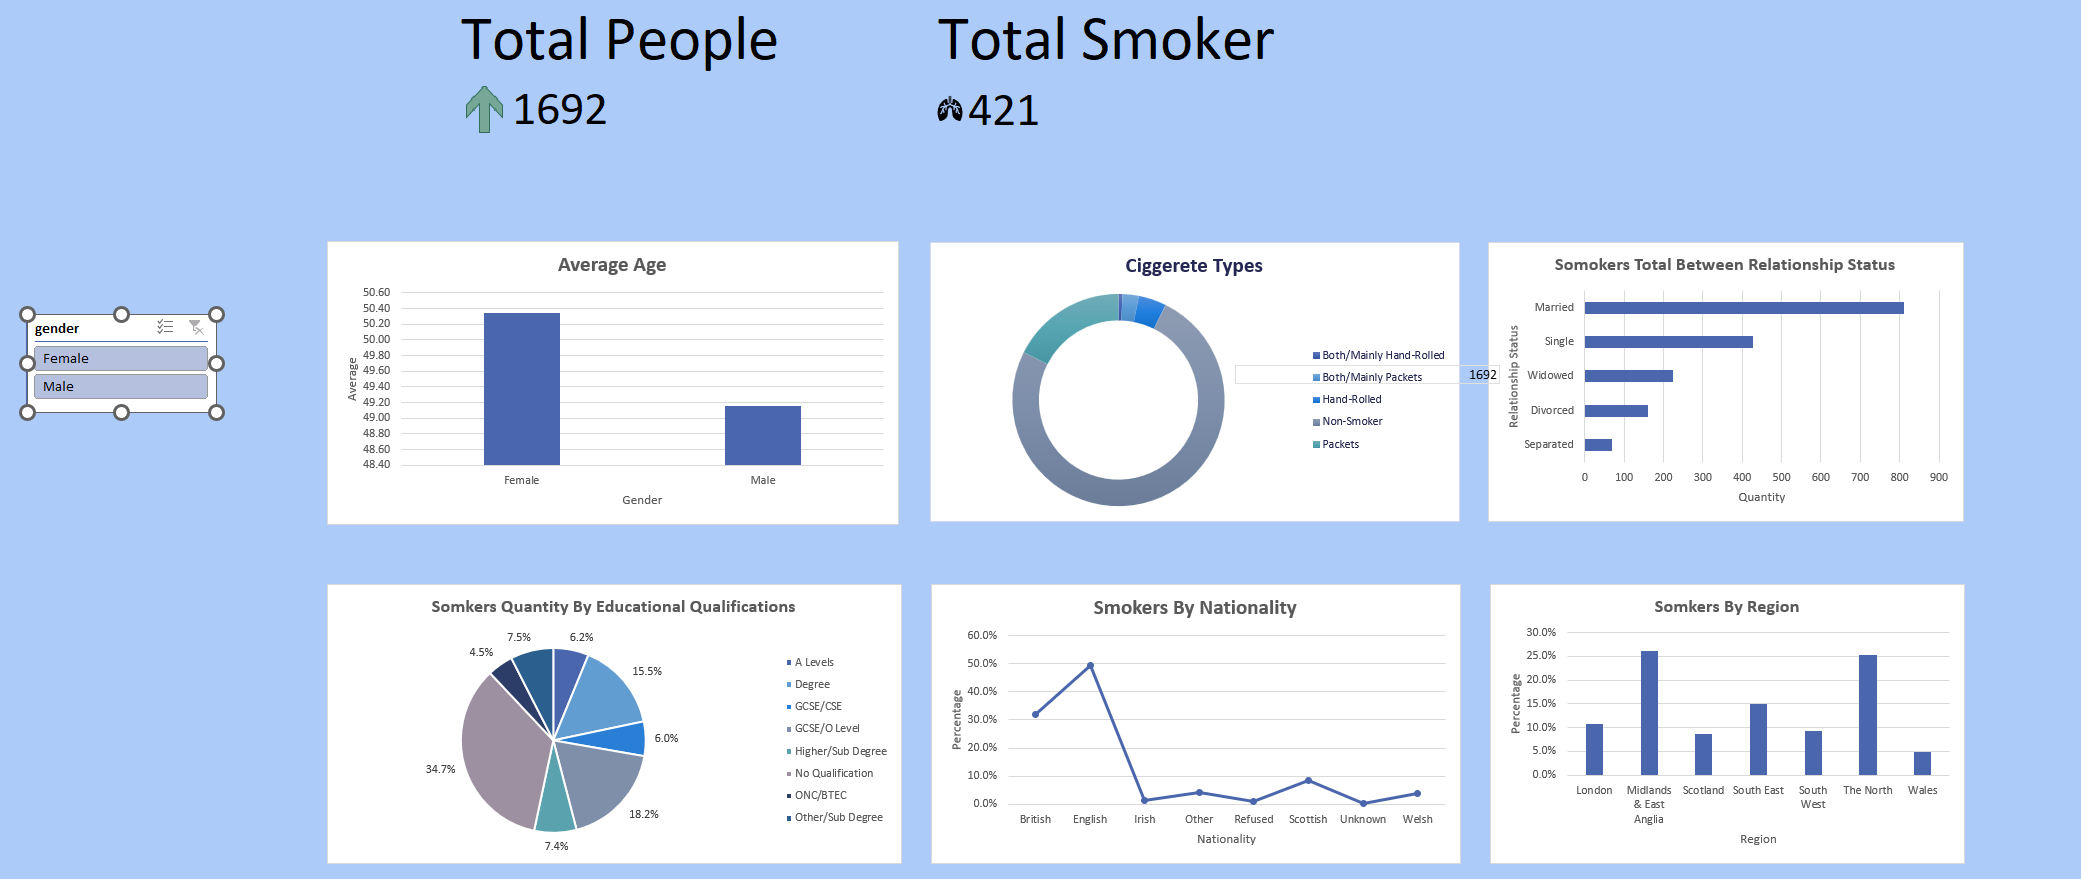 Total People
1692
Total Smoker
421
gender
Female
Male
Average Age
50.60
50.40
50.20
50.00
49.80
49.60
49.40
49.20
49.00
48.80
48.60
48.40
Average
Female Male
Gender
Ciggerete Types
Both/Mainly Hand-Rolled
Both/Mainly Packets
Hand-Rolled
Non-Smoker
Packets
1692
Somokers Total Between Relationship Status
Relationship Status
Married
Single
Widowed
Divorced
Separated
0 100 200 300 400 500 600 700 800 900
Quantity
Somkers Quantity By Educational Qualifications
6.2%
15.5%
6.0%
18.2%
7.4%
34.7%
4.5%
7.5%
A Levels
Degree
GCSE/CSE
GCSE/O Level
Higher/Sub Degree
No Qualification
ONC/BTEC
Other/Sub Degree
Smokers By Nationality
60.0%
50.0%
40.0%
30.0%
20.0%
10.0%
0.0%
Percentage
British English Irish Other Refused Scottish Unknown Welsh
Nationality
Somkers By Region
30.0%
25.0%
20.0%
15.0%
10.0%
5.0%
0.0%
Percentage
London
Midlands
& East
Anglia
Scotland
South East
South
West
The North
Wales
Region